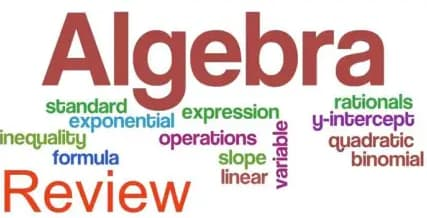 Algebra
standard
exponential
expression
rationals
y-intercept
inequality
operations
variable
quadratic
formula
slope
binomial
linear
Review